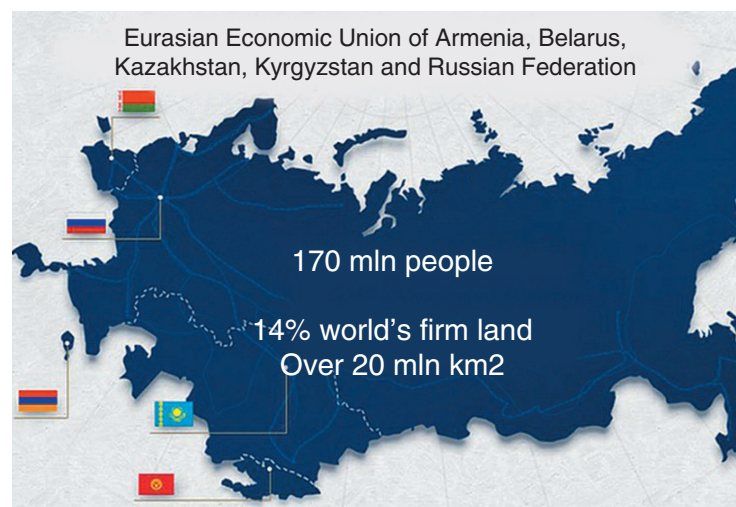 Eurasian Economic Union of Armenia, Belarus,
Kazakhstan, Kyrgyzstan and Russian Federation
170 mln people
14% world’s firm land
Over 20 mln km2